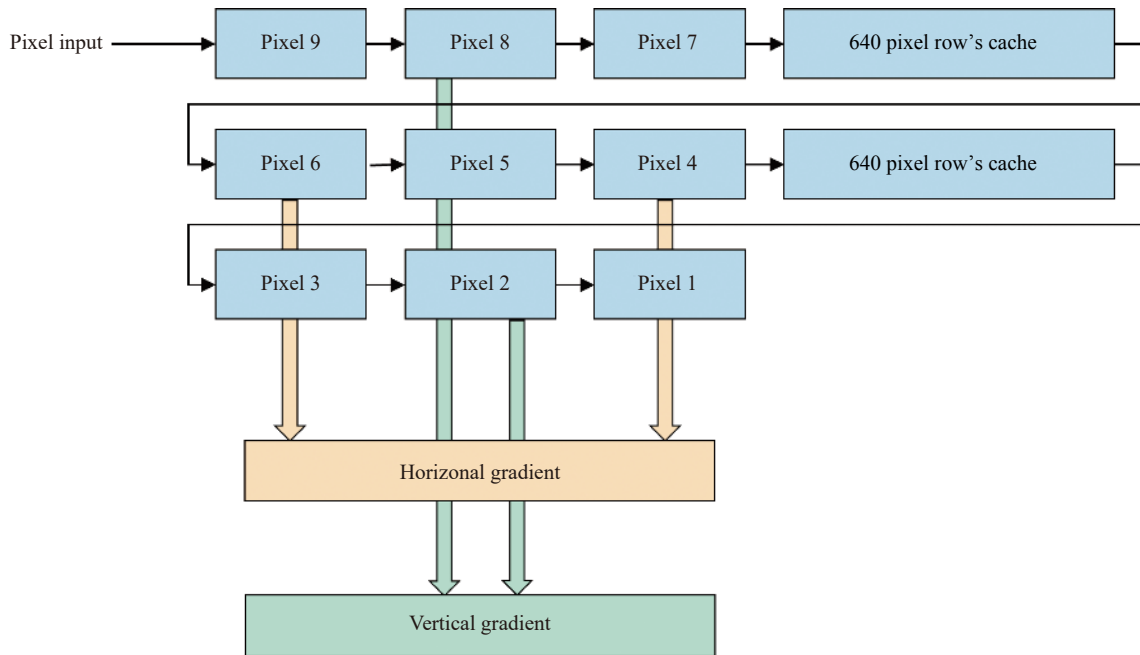 Pixel input
Pixel 9
Pixel 8
Pixel 7
640 pixel row's cache
Pixel 6
Pixel 5
Pixel 4
640 pixel row's cache
Pixel 3
Pixel 2
Pixel 1
Horizonal gradient
Vertical gradient